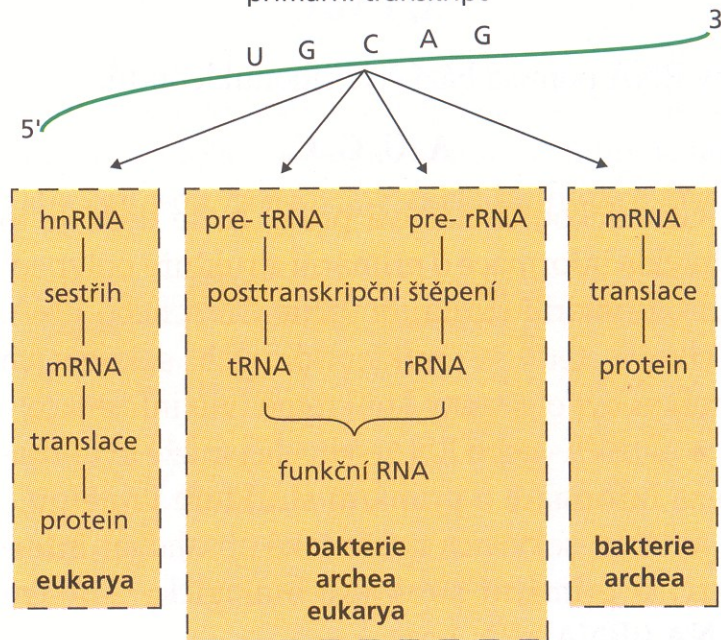 U G C A G
3
5'
hnRNA
sestřih
mRNA
translace
protein
eukarya
pre- tRNA pre- rRNA
posttranskripční štěpení
tRNA rRNA
funkční RNA
bakterie
archea
eukarya
mRNA
translace
protein
bakterie
archea